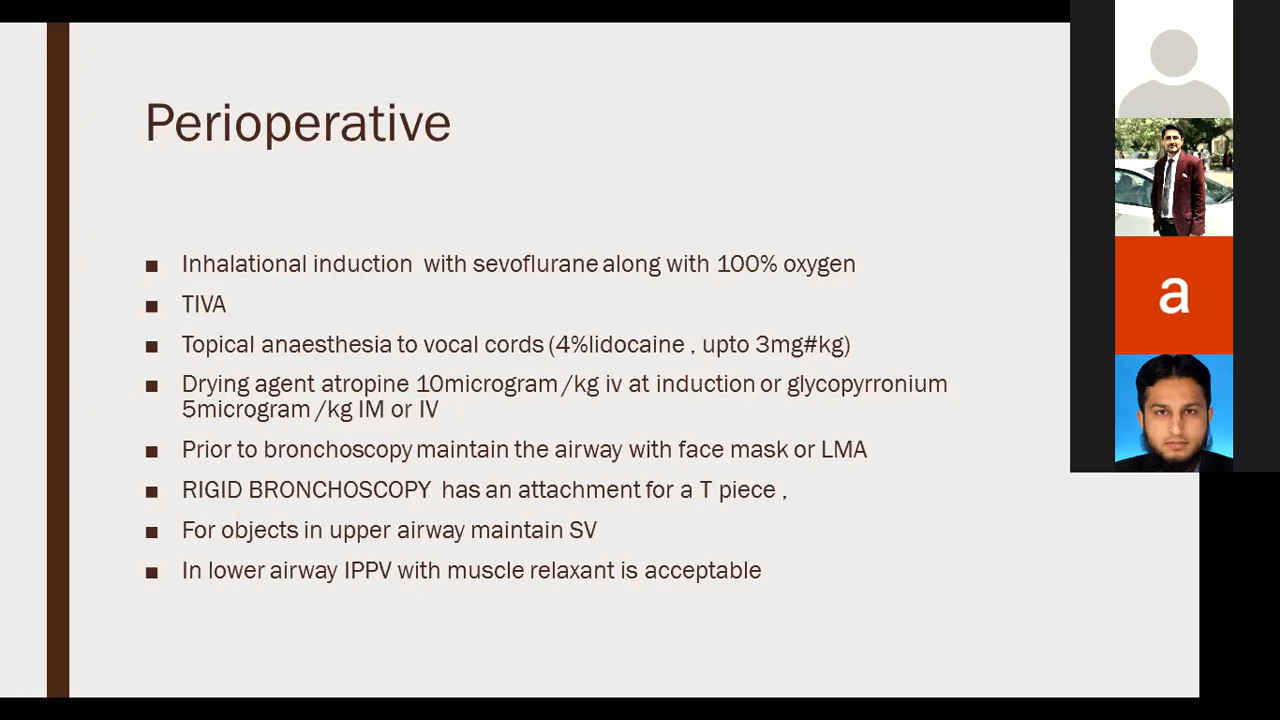 Perioperative
Inhalational induction with sevoflurane along with 100% oxygen
TIVA
Topical anaesthesia to vocal cords (4%lidocaine , upto 3mg#kg)
Drying agent atropine 10microgram/kg iv at induction or glycopyrronium
5microgram/kg IM or IV
Prior to bronchoscopy maintain the airway with face mask or LMA
RIGID BRONCHOSCOPY has an attachment for a T piece ,
For objects in upper airway maintain SV
In lower airway IPPV with muscle relaxant is acceptable
a